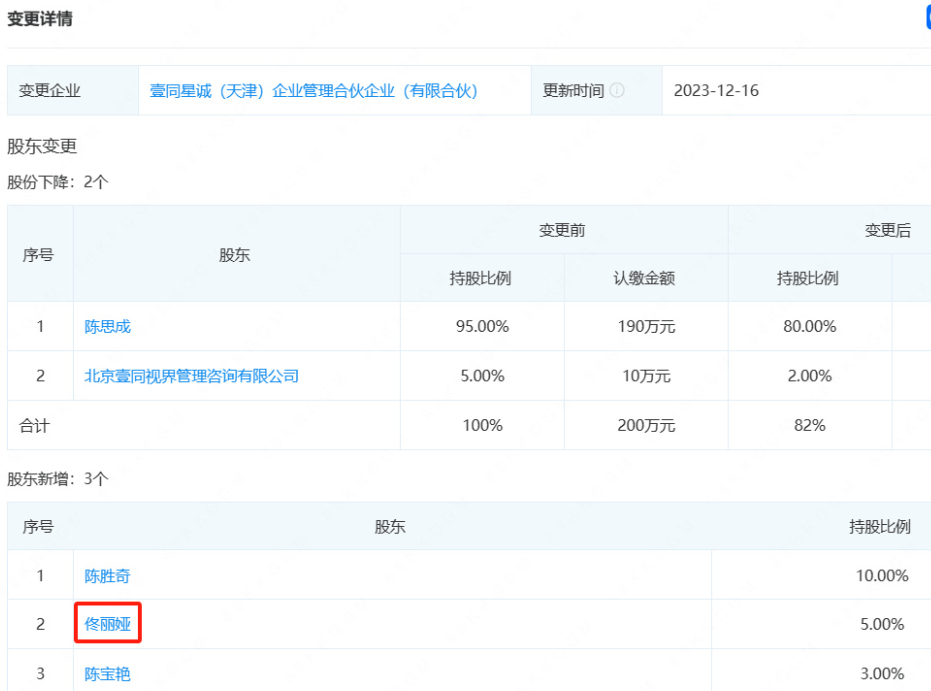 变更详情
变更企业 壹同星诚（天津）企业管理合伙企业（有限合伙） 更新时间 2023-12-16
股东变更
股份下降：2个
序号 股东 变更前 变更后
持股比例 认缴金额 持股比例
1 陈思成 95.00% 190万元 80.00%
2 北京壹同视界管理咨询有限公司 5.00% 10万元 2.00%
合计 100% 200万元 82%
股东新增：3个
序号 股东 持股比例
1 陈胜奇 10.00%
2 佟丽娅 5.00%
3 陈宝艳 3.00%